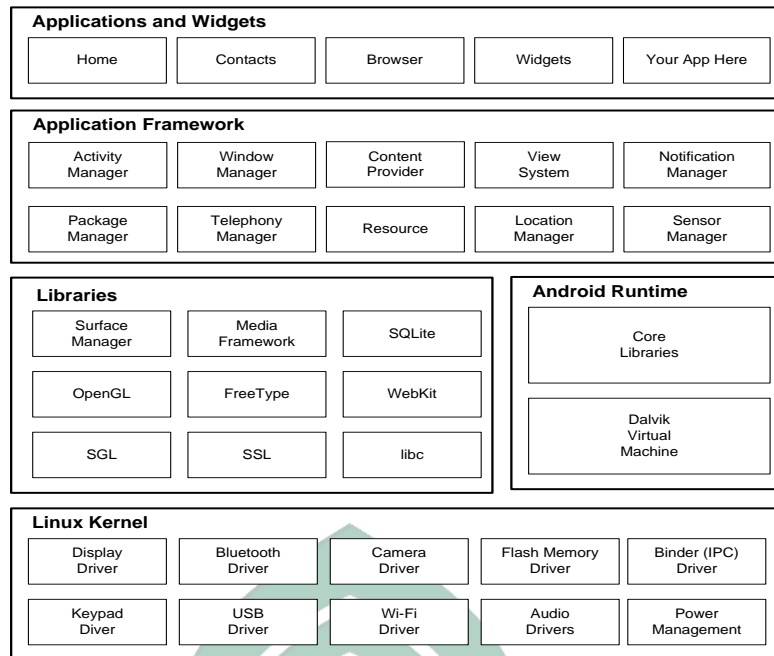 Applications and Widgets
Home
Contacts
Browser
Widgets
Your App Here
Application Framework
Activity
Manager
Window
Manager
Content
Provider
View
System
Notification
Manager
Package
Manager
Telephony
Manager
Resource
Location
Manager
Sensor
Manager
Libraries
Surface
Manager
Media
Framework
SQLite
OpenGL
FreeType
WebKit
SGL
SSL
libc
Android Runtime
Core
Libraries
Dalvik
Virtual
Machine
Linux Kernel
Display
Driver
Bluetooth
Driver
Camera
Driver
Flash Memory
Driver
Binder (IPC)
Driver
Keypad
Diver
USB
Driver
Wi-Fi
Driver
Audio
Drivers
Power
Management